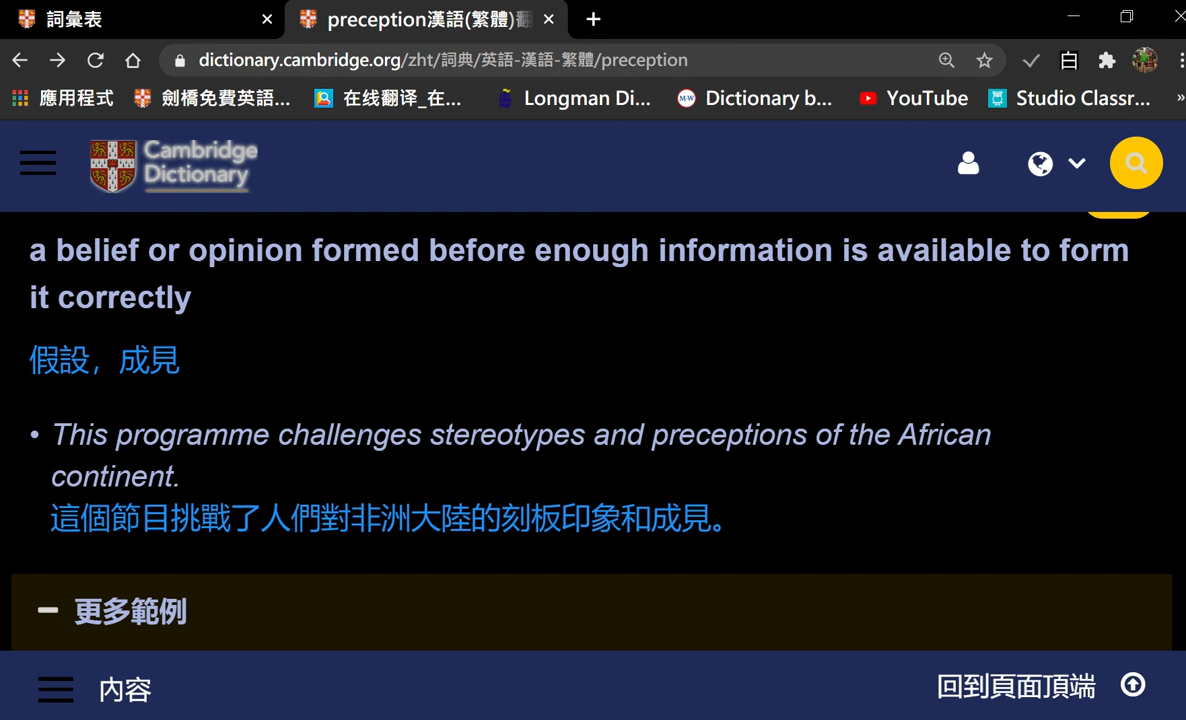 詞彙表
preception漢語(繁體)翻
dictionary.cambridge.org/zht/詞典/英語-漢語-繁體/preception
白
應用程式
劍橋免費英語...
在线翻译_在...
Longman Di...
M-W
Dictionary b...
YouTube
Studio Classr...
»
Cambridge
Dictionary
a belief or opinion formed before enough information is available to form
it correctly
假設，成見
• This programme challenges stereotypes and preceptions of the African
continent.
這個節目挑戰了人們對非洲大陸的刻板印象和成見。
更多範例
內容
回到頁面頂端